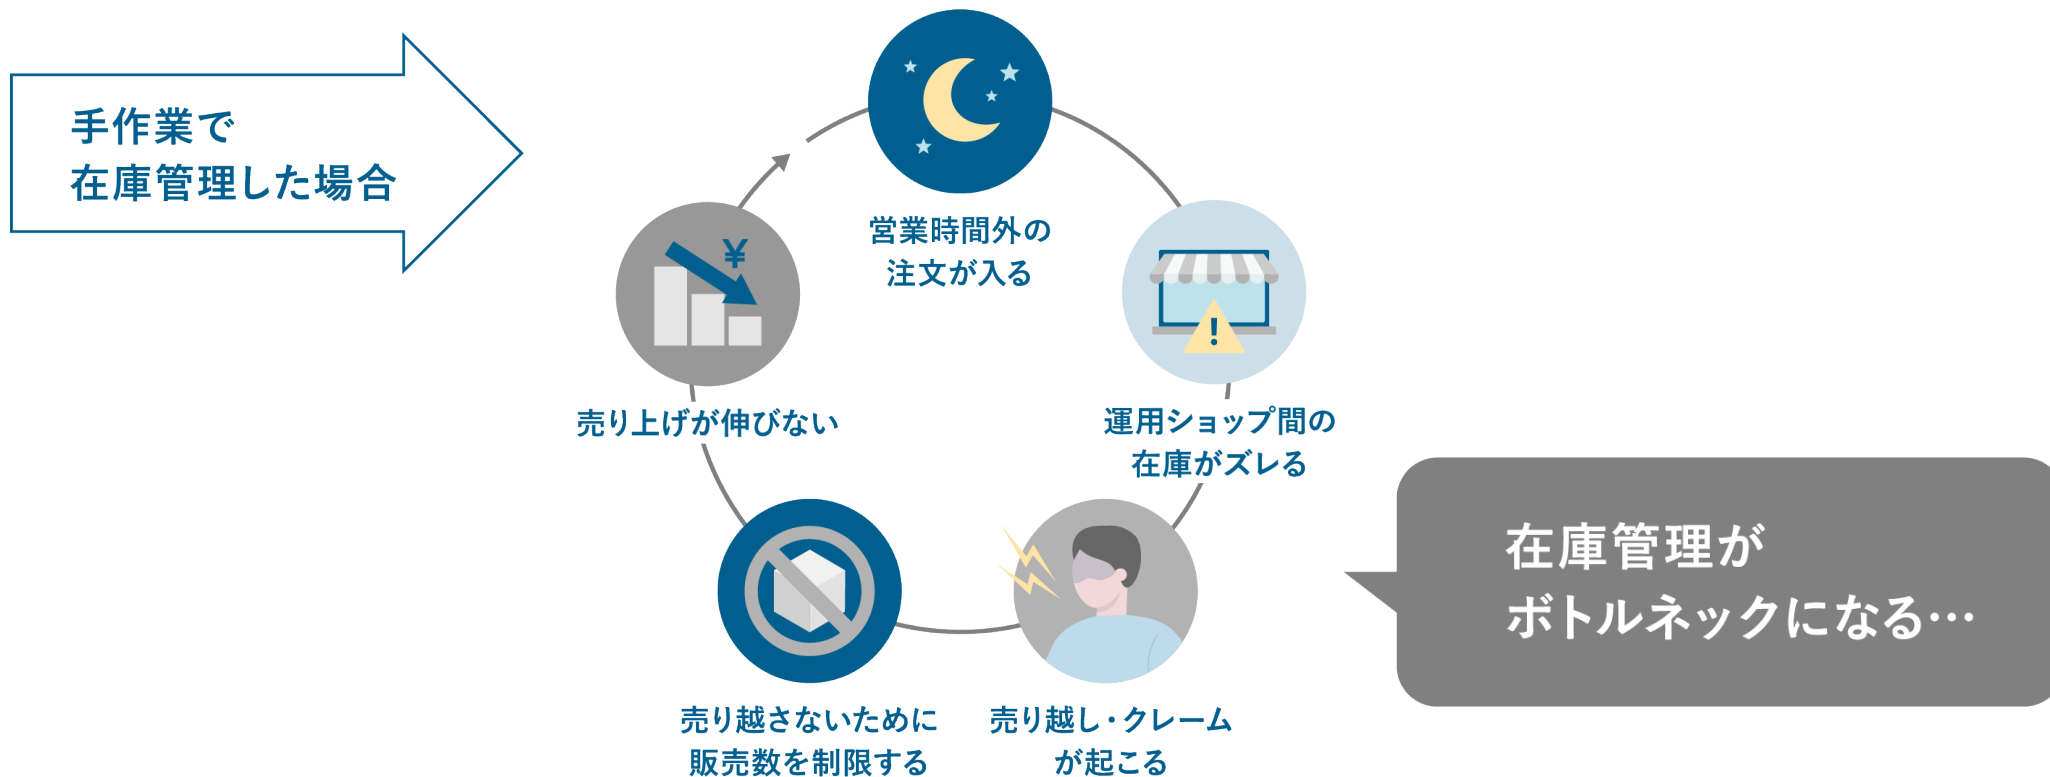 手作業で
在庫管理した場合
営業時間外の
注文が入る
運用ショップ間の
在庫がズレる
売り越し・クレーム
が起こる
売り越さないために
販売数を制限する
¥
売り上げが伸びない
在庫管理が
ボトルネックになる…